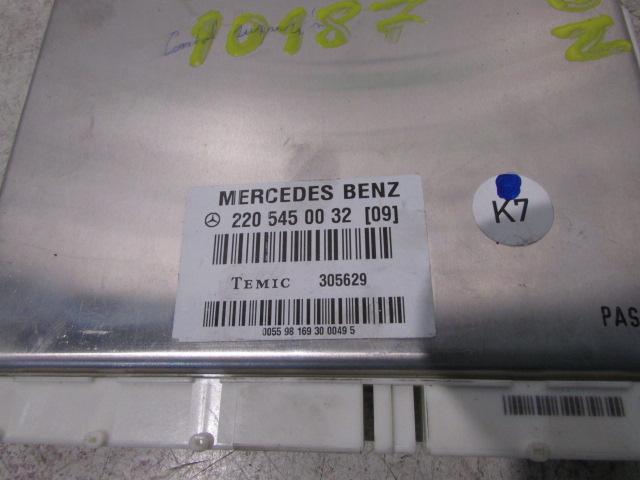 10187
Z
MERCEDES BENZ
220 545 00 32 [09]
K7
TEMIC 305629
0055 98 169 30 0049 5
PAS